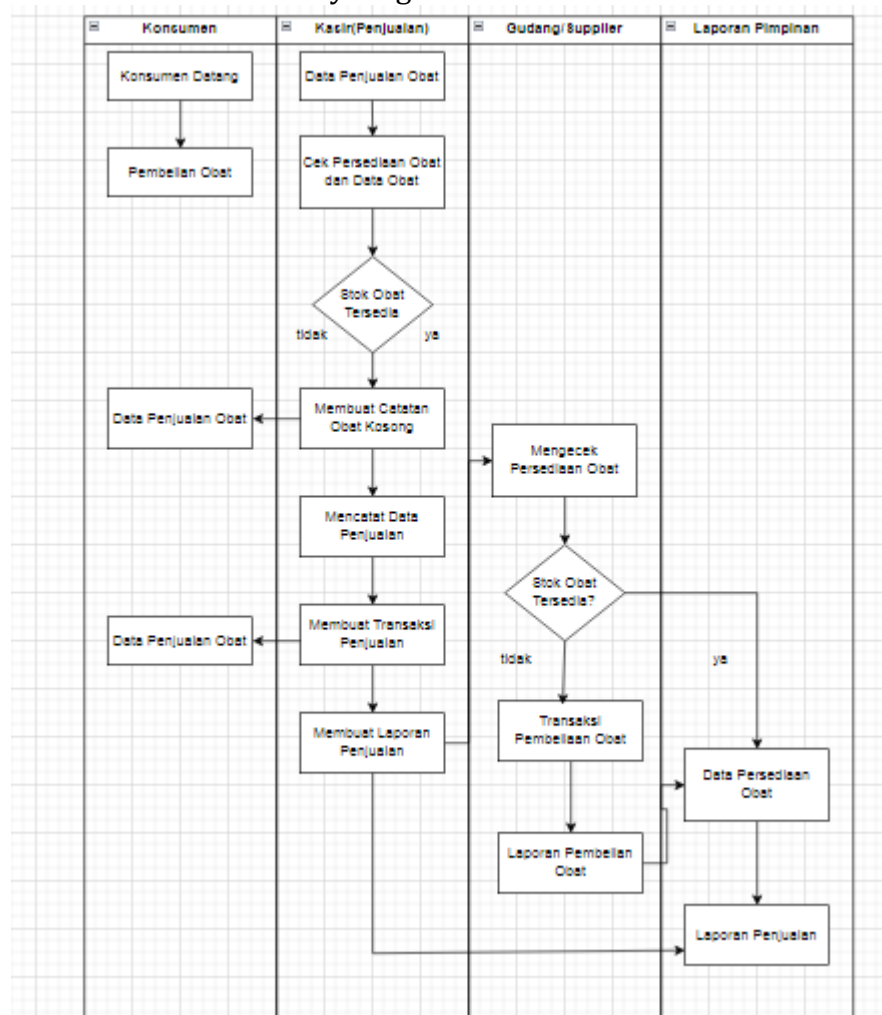 Konsumen
Kasir(Penjualan)
Gudang/Supplier
Laporan Pimpinan
Konsumen Datang
Pembelian Obat
Data Penjualan Obat
Cek Persediaan Obat
dan Data Obat
Stok Obat
Tersedia
tidak
ya
Data Penjualan Obat
Membuat Catatan
Obat Kosong
Mencatat Data
Penjualan
Data Penjualan Obat
Membuat Transaksi
Penjualan
Membuat Laporan
Penjualan
Mengecek
Persediaan Obat
Stok Obat
Tersedia?
tidak
ya
Transaksi
Pembeliaan Obat
Laporan Pembelian
Obat
Data Persediaan
Obat
Laporan Penjualan